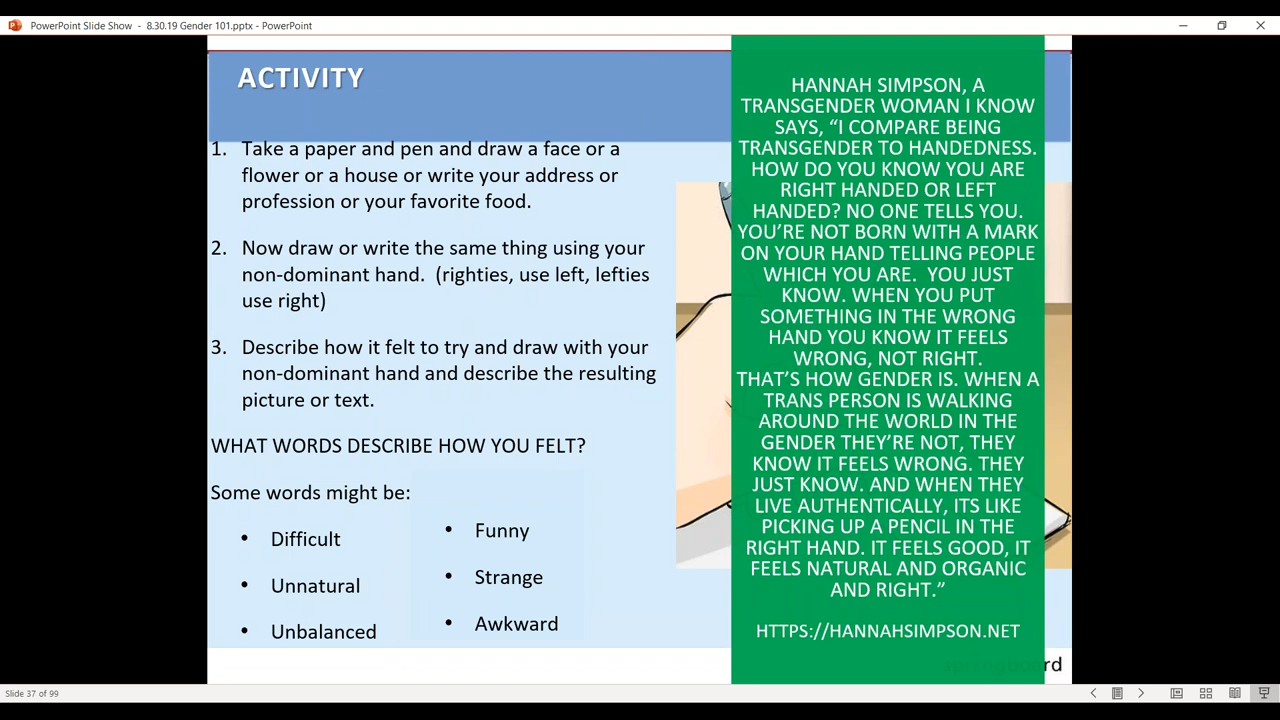 PowerPoint Slide Show - 8.30.19 Gender 101.pptx - PowerPoint
ACTIVITY
1. Take a paper and pen and draw a face or a
flower or a house or write your address or
profession or your favorite food.
2. Now draw or write the same thing using your
non-dominant hand. (righties, use left, lefties
use right)
3. Describe how it felt to try and draw with your
non-dominant hand and describe the resulting
picture or text.
WHAT WORDS DESCRIBE HOW YOU FELT?
Some words might be:
• Difficult
• Unnatural
• Unbalanced
• Funny
• Strange
• Awkward
HANNAH SIMPSON, A
TRANSGENDER WOMAN I KNOW
SAYS, “I COMPARE BEING
TRANSGENDER TO HANDEDNESS.
HOW DO YOU KNOW YOU ARE
RIGHT HANDED OR LEFT
HANDED? NO ONE TELLS YOU.
YOU’RE NOT BORN WITH A MARK
ON YOUR HAND TELLING PEOPLE
WHICH YOU ARE. YOU JUST
KNOW. WHEN YOU PUT
SOMETHING IN THE WRONG
HAND YOU KNOW IT FEELS
WRONG, NOT RIGHT.
THAT’S HOW GENDER IS. WHEN A
TRANS PERSON IS WALKING
AROUND THE WORLD IN THE
GENDER THEY’RE NOT, THEY
KNOW IT FEELS WRONG. THEY
JUST KNOW. AND WHEN THEY
LIVE AUTHENTICALLY, ITS LIKE
PICKING UP A PENCIL IN THE
RIGHT HAND. IT FEELS GOOD, IT
FEELS NATURAL AND ORGANIC
AND RIGHT.”
HTTPS://HANNAHSIMPSON.NET
springboard
Slide 37 of 99